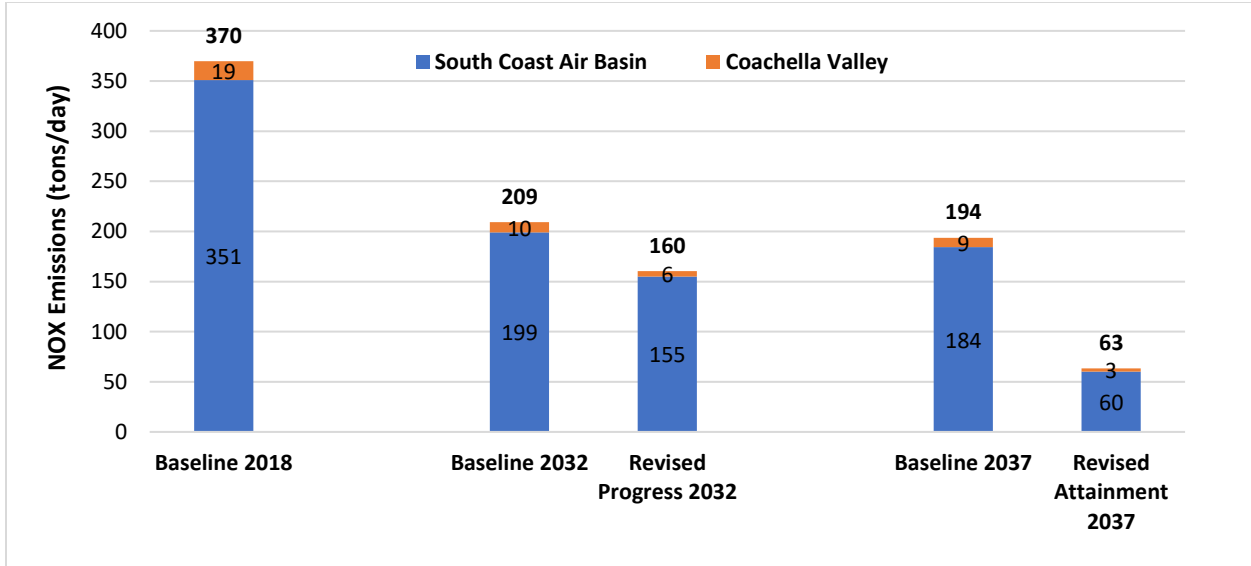 NOX Emissions (tons/day)
400
350
300
250
200
150
100
50
0
South Coast Air Basin
Coachella Valley
370
19
351
209
10
199
160
6
155
194
9
184
63
3
60
Baseline 2018
Baseline 2032
Revised
Progress 2032
Baseline 2037
Revised
Attainment
2037